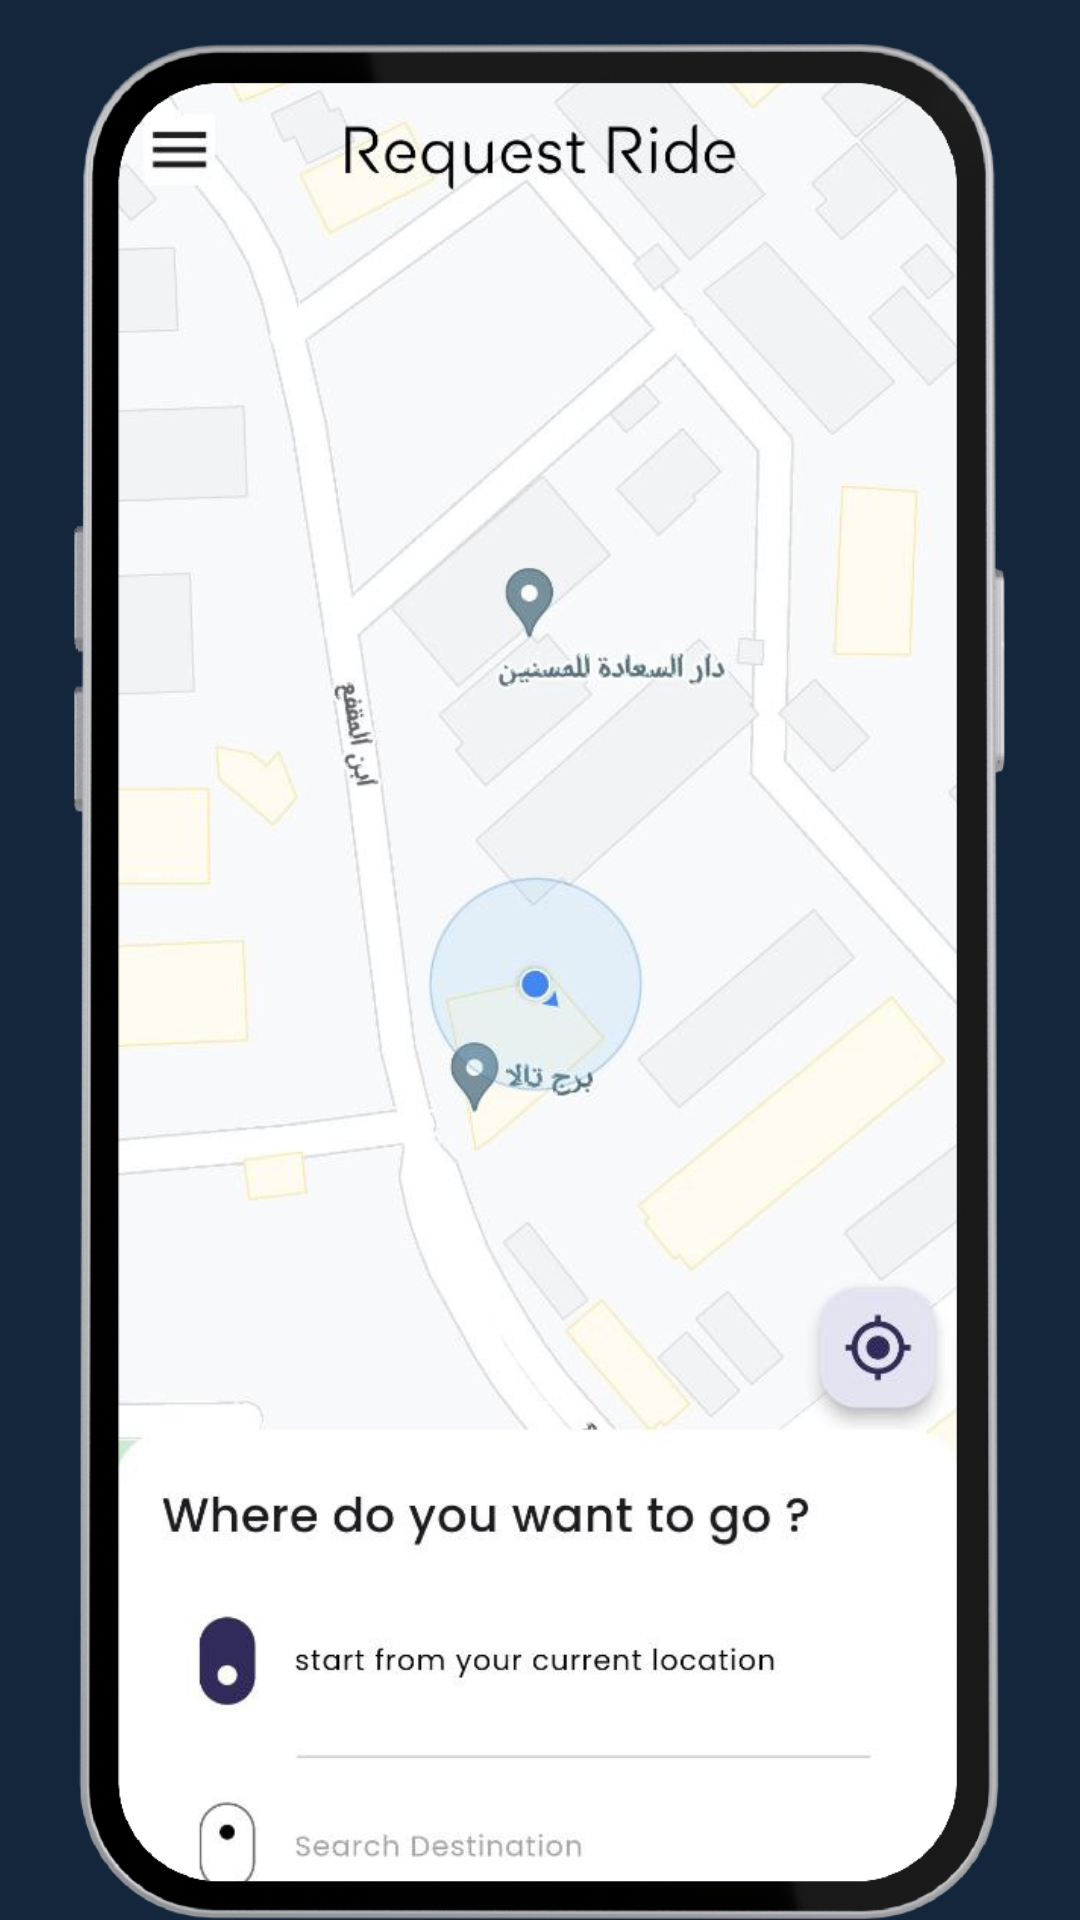 Request Ride
دار السعادة للمسنين
ابن المقفع
برج تالا
Where do you want to go ?
start from your current location
Search Destination